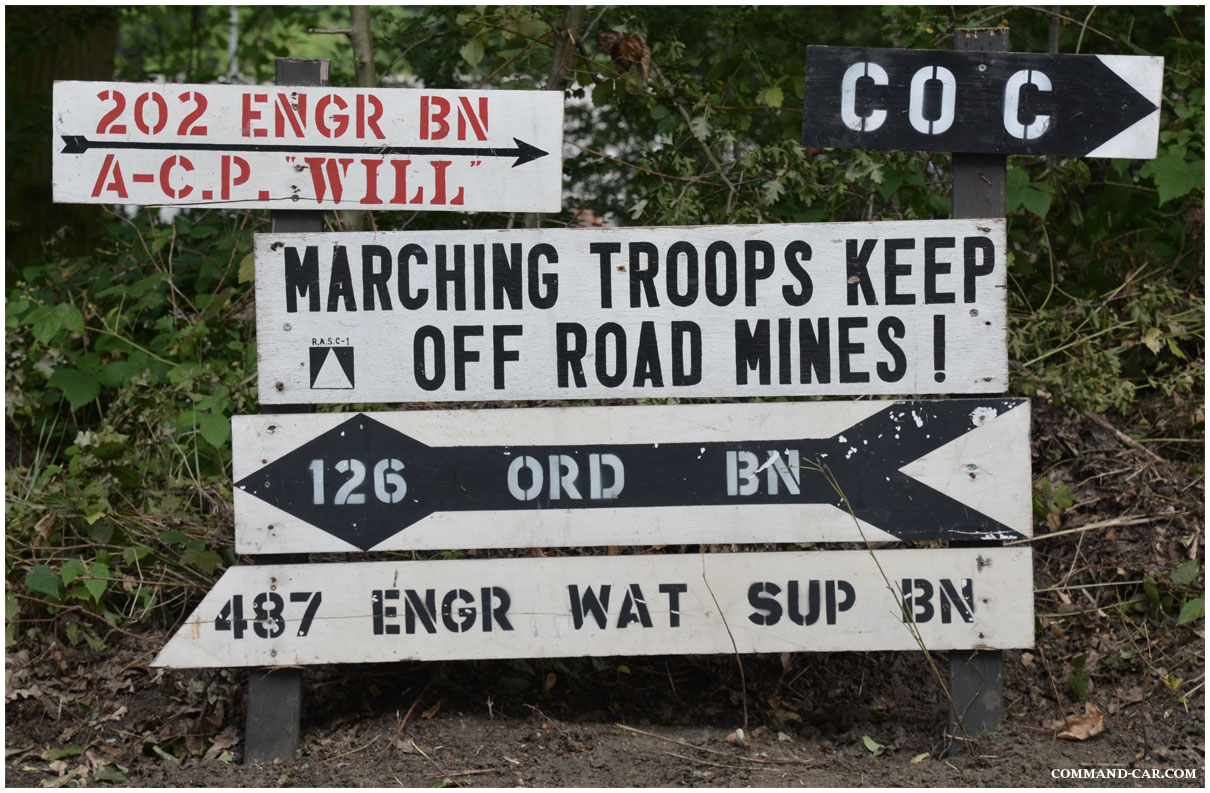 202 ENGR BN
A-C.P. "WILL"
CO C
MARCHING TROOPS KEEP
OFF ROAD MINES!
R.A.S.C-1
126 ORD BN
487 ENGR WAT SUP BN
COMMAND-CAR.COM